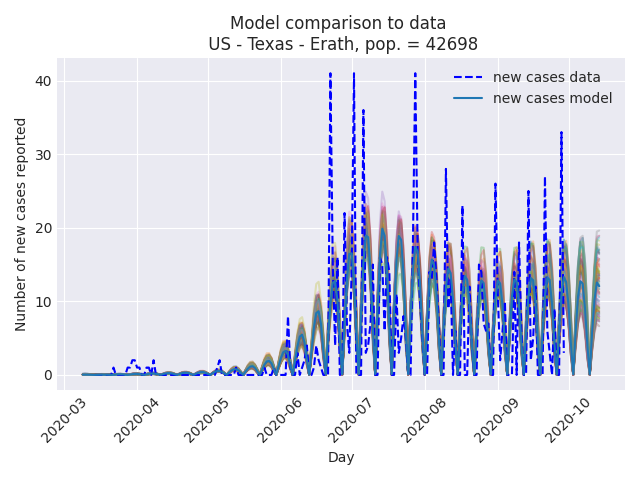 Model comparison to data
US - Texas - Erath, pop. = 42698
new cases data
new cases model
Number of new cases reported
40
30
20
10
0
2020-03
2020-04
2020-05
2020-06
2020-07
2020-08
2020-09
2020-10
Day